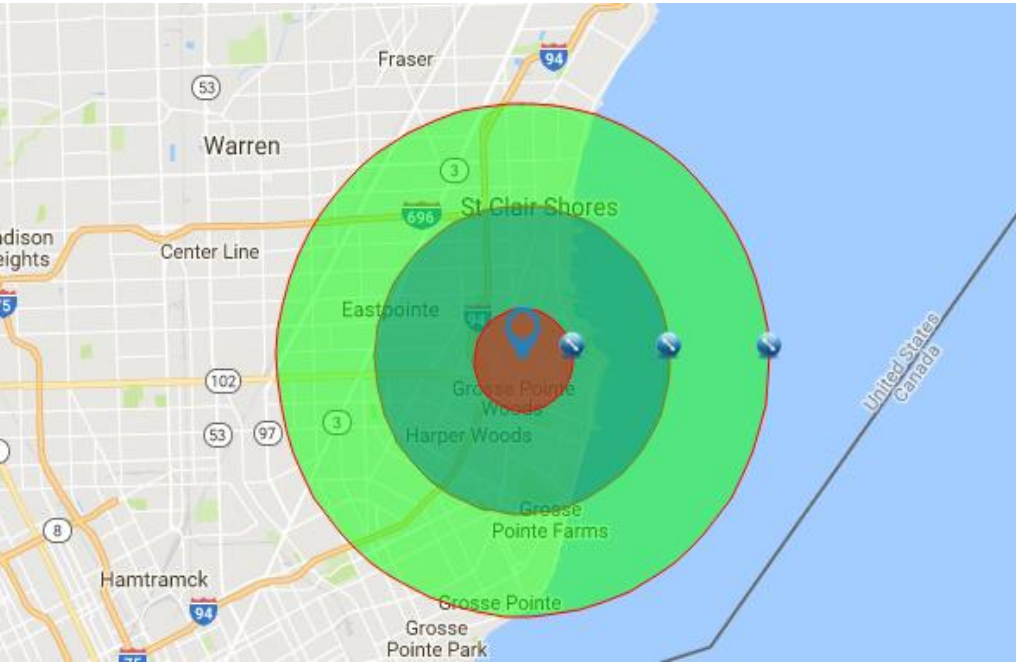 Fraser
94
53
Warren
3
696
St Clair Shores
adison
eights
Center Line
75
Eastpointe
94
102
Grosse Pointe
Woods
53
97
3
Harper Woods
United States
Canada
Grosse
Pointe Farms
8
Hamtramck
94
Grosse Pointe
Grosse
Pointe Park
75